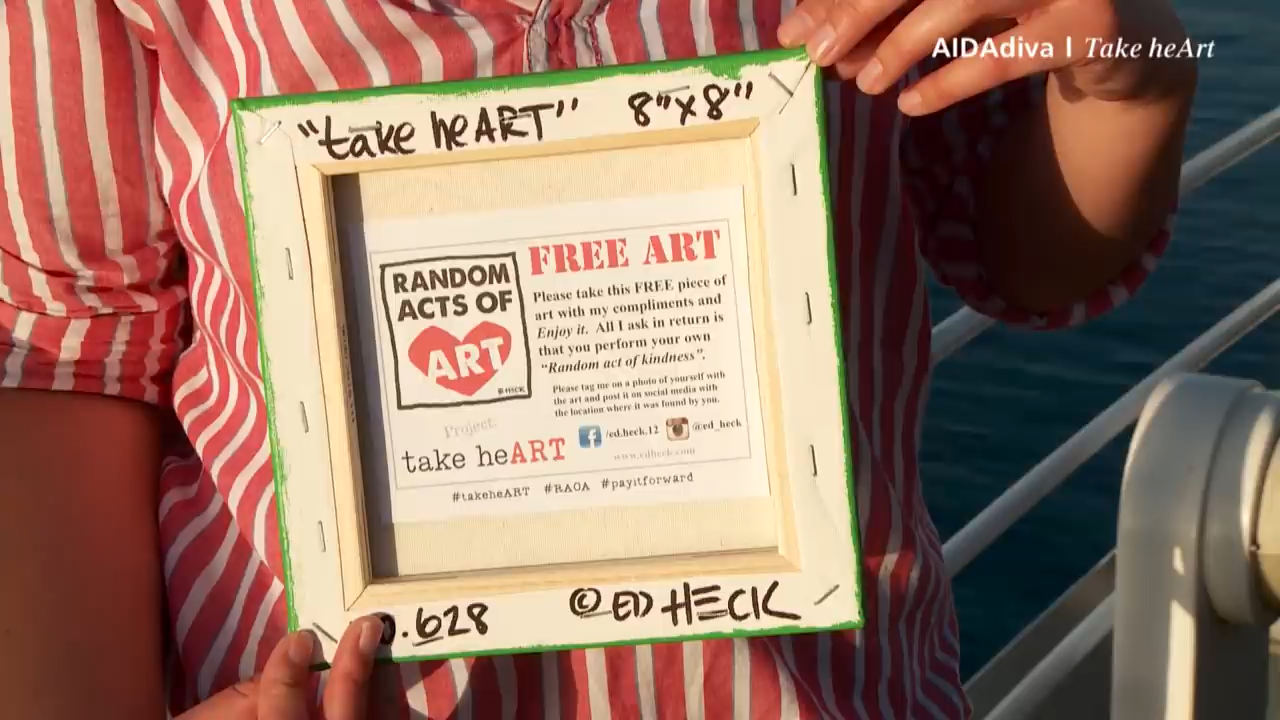 AIDAdiva | Take heArt
"take heART" 8"x8"
RANDOM
ACTS OF
ART
©HECK
FREE ART
Please take this FREE piece of
art with my compliments and
Enjoy it. All I ask in return is
that you perform your own
"Random act of kindness".
Please tag me on a photo of yourself with
the art and post it on social media with
the location where it was found by you.
Project:
take heART
/ed.heck.12 @ed_heck
www.edheck.com
#takeheART #RAOA #payitforward
.628 © ED HECK